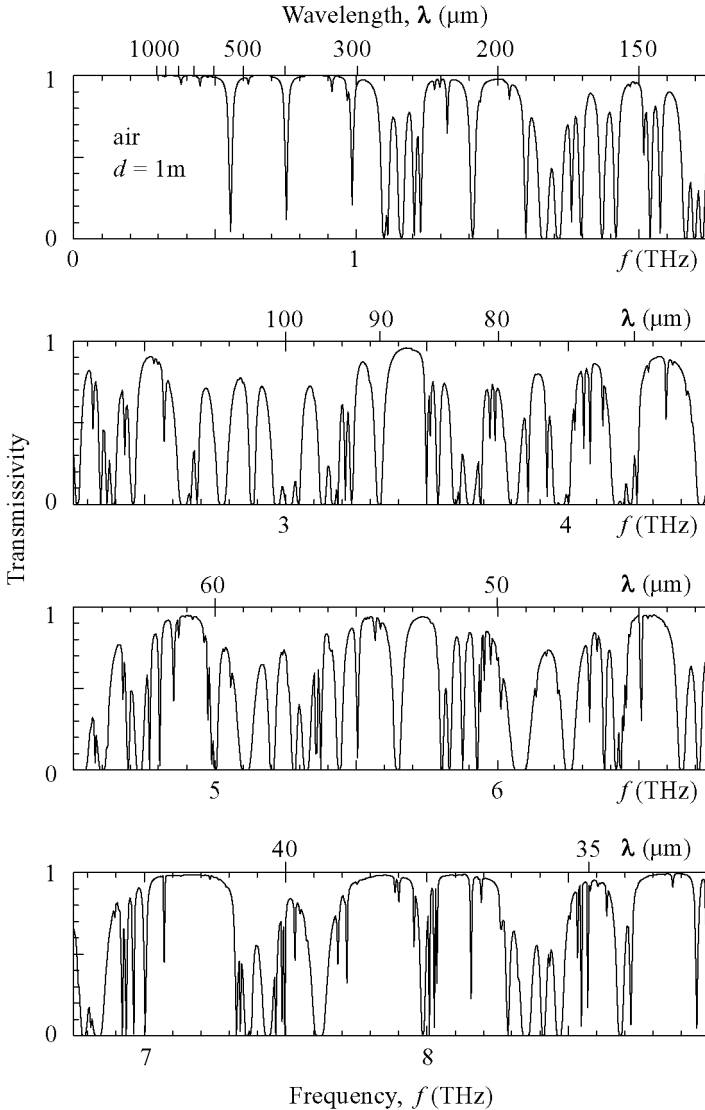 Wavelength, λ (μm)
1000 500 300 200 150
1
air
d = 1m
0
0 1 f (THz)
100 90 80 λ (μm)
1
0
3 4 f (THz)
Transmissivity
60 50 λ (μm)
1
0
5 6 f (THz)
40 35 λ (μm)
1
0
7 8
Frequency, f (THz)